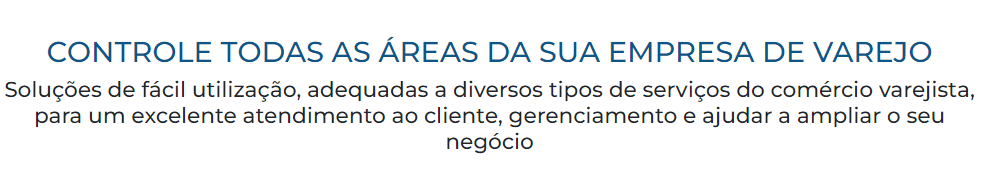 CONTROLE TODAS AS ÁREAS DA SUA EMPRESA DE VAREJO
Soluções de fácil utilização, adequadas a diversos tipos de serviços do comércio varejista,
para um excelente atendimento ao cliente, gerenciamento e ajudar a ampliar o seu
negócio